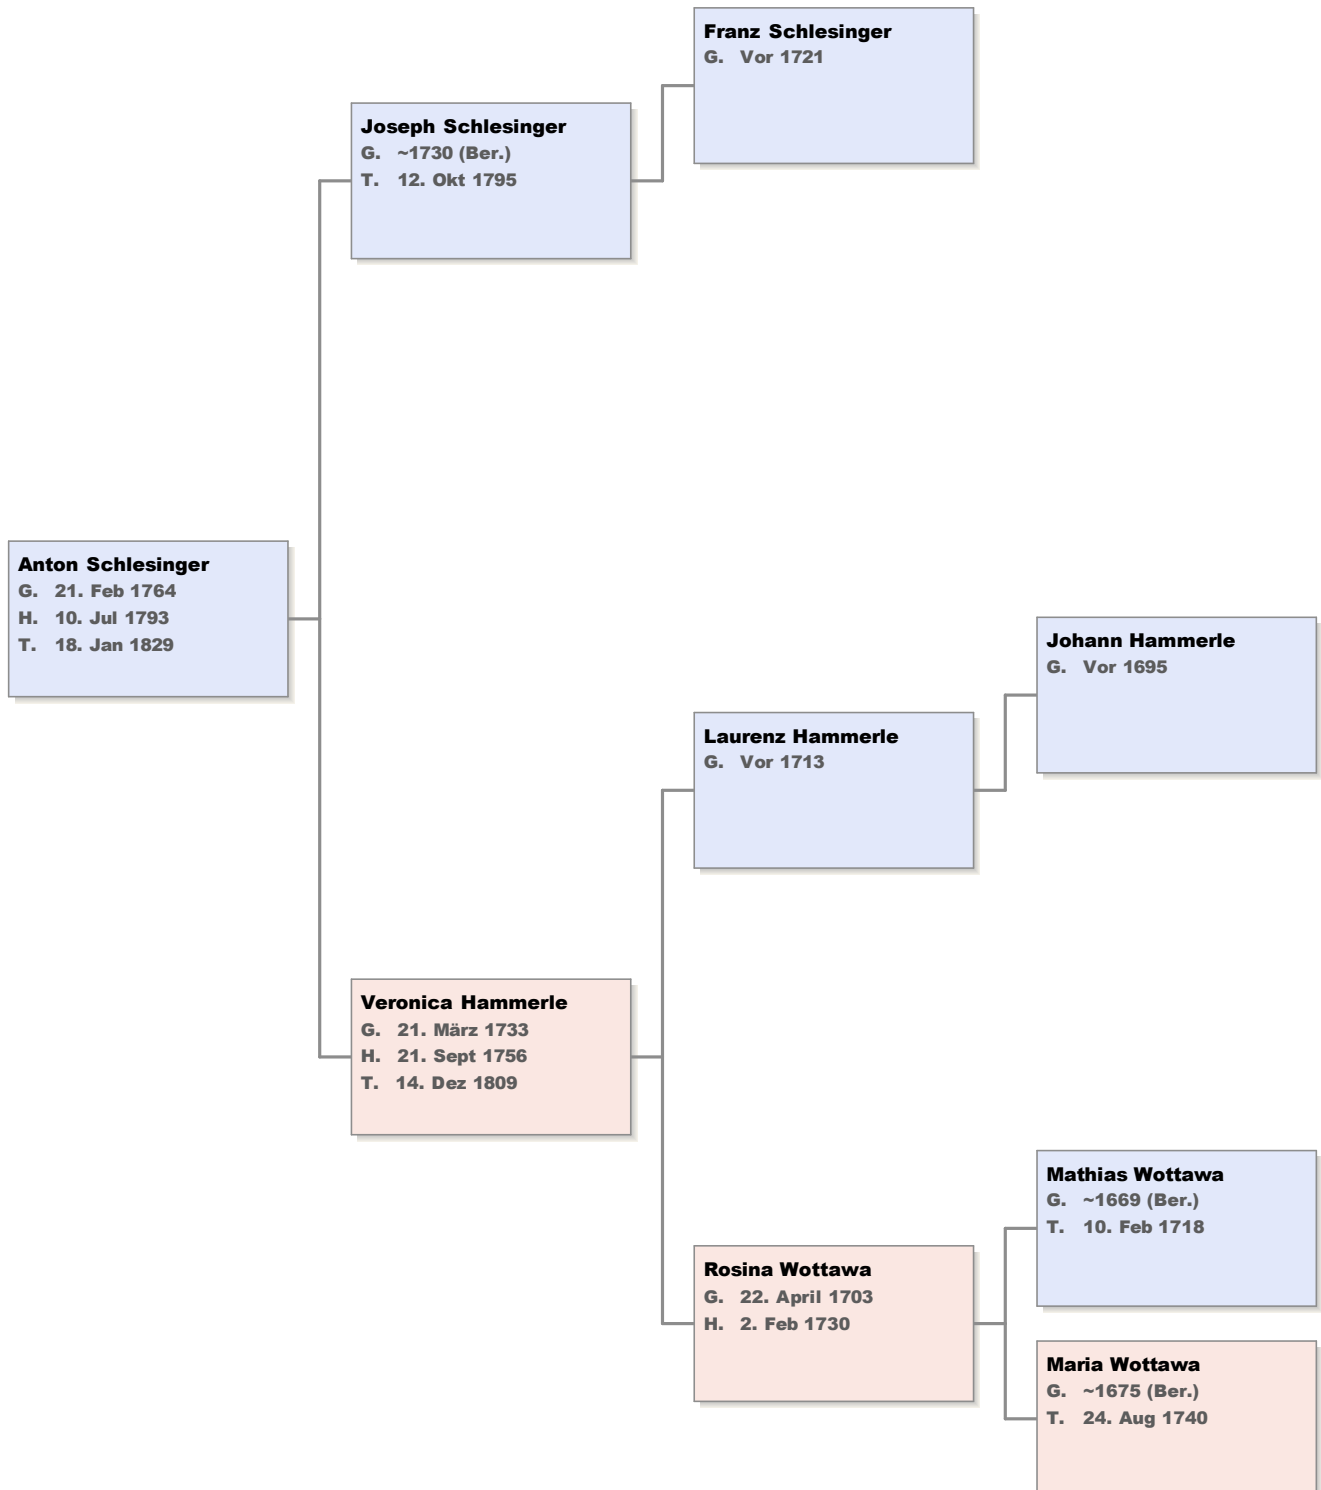 Franz Schlesinger
G. Vor 1721
Joseph Schlesinger
G. ~1730 (Ber.)
T. 12. Okt 1795
Anton Schlesinger
G. 21. Feb 1764
H. 10. Jul 1793
T. 18. Jan 1829
Johann Hammerle
G. Vor 1695
Laurenz Hammerle
G. Vor 1713
Veronica Hammerle
G. 21. März 1733
H. 21. Sept 1756
T. 14. Dez 1809
Mathias Wottawa
G. ~1669 (Ber.)
T. 10. Feb 1718
Rosina Wottawa
G. 22. April 1703
H. 2. Feb 1730
Maria Wottawa
G. ~1675 (Ber.)
T. 24. Aug 1740